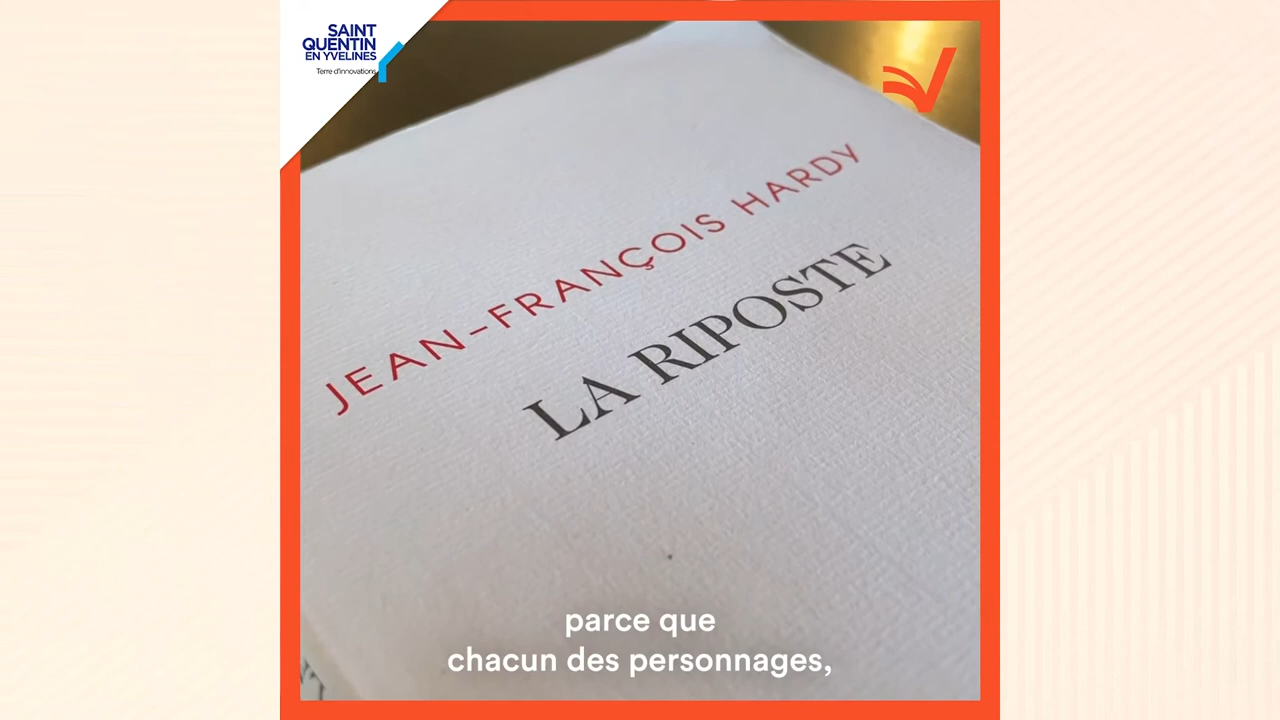 SAINT
QUENTIN
EN YVELINES
Terre d'innovations
JEAN-FRANÇOIS HARDY
LA RIPOSTE
parce que
chacun des personnages,